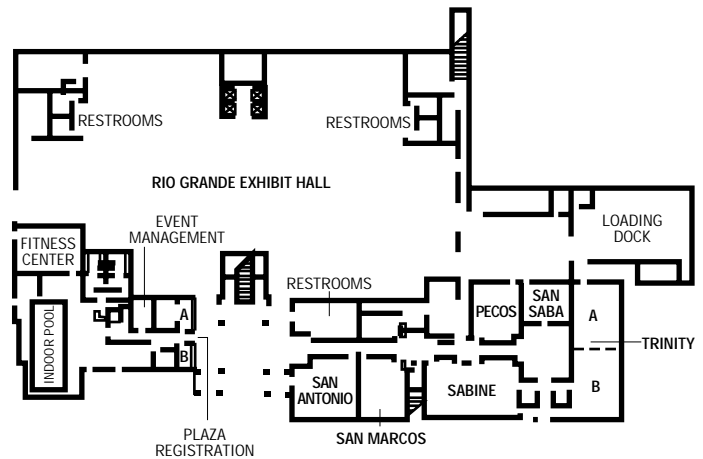 RESTROOMS
RESTROOMS
RIO GRANDE EXHIBIT HALL
EVENT
MANAGEMENT
FITNESS
CENTER
LOADING
DOCK
RESTROOMS
PECOS
SAN
SABA
A
A
TRINITY
INDOOR POOL
B
B
SAN
ANTONIO
SABINE
SAN MARCOS
PLAZA
REGISTRATION